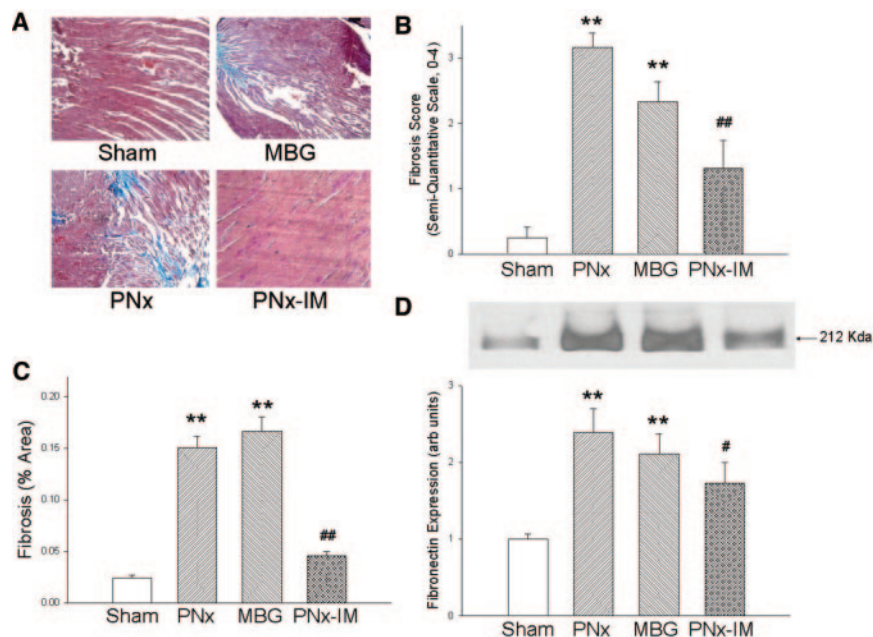 A
Sham
MBG
PNx
PNx-IM
B
Fibrosis Score
(Semi-Quantitative Scale, 0-4)
3
2
1
0
**
**
##
Sham
PNx
MBG
PNx-IM
C
Fibrosis (% Area)
0.20
0.15
0.10
0.05
0.00
**
**
##
Sham
PNx
MBG
PNx-IM
D
212 Kda
Fibronectin Expression (arb units)
3
2
1
0
**
**
#
Sham
PNx
MBG
PNx-IM